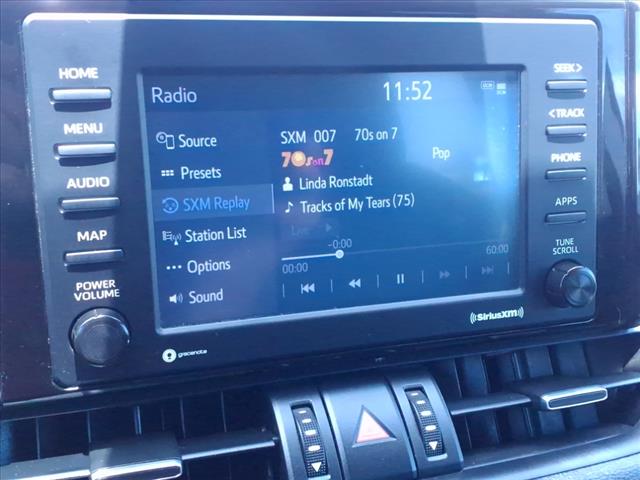 HOME
MENU
AUDIO
MAP
POWER
VOLUME
Radio
11:52
Source
Presets
SXM Replay
Station List
Options
Sound
SXM 007 70s on 7
70s on 7
Pop
Linda Ronstadt
Tracks of My Tears (75)
Live
-0:00
00:00
60:00
SEEK >
< TRACK
PHONE
APPS
TUNE
SCROLL
gracenote
((SiriusXM))